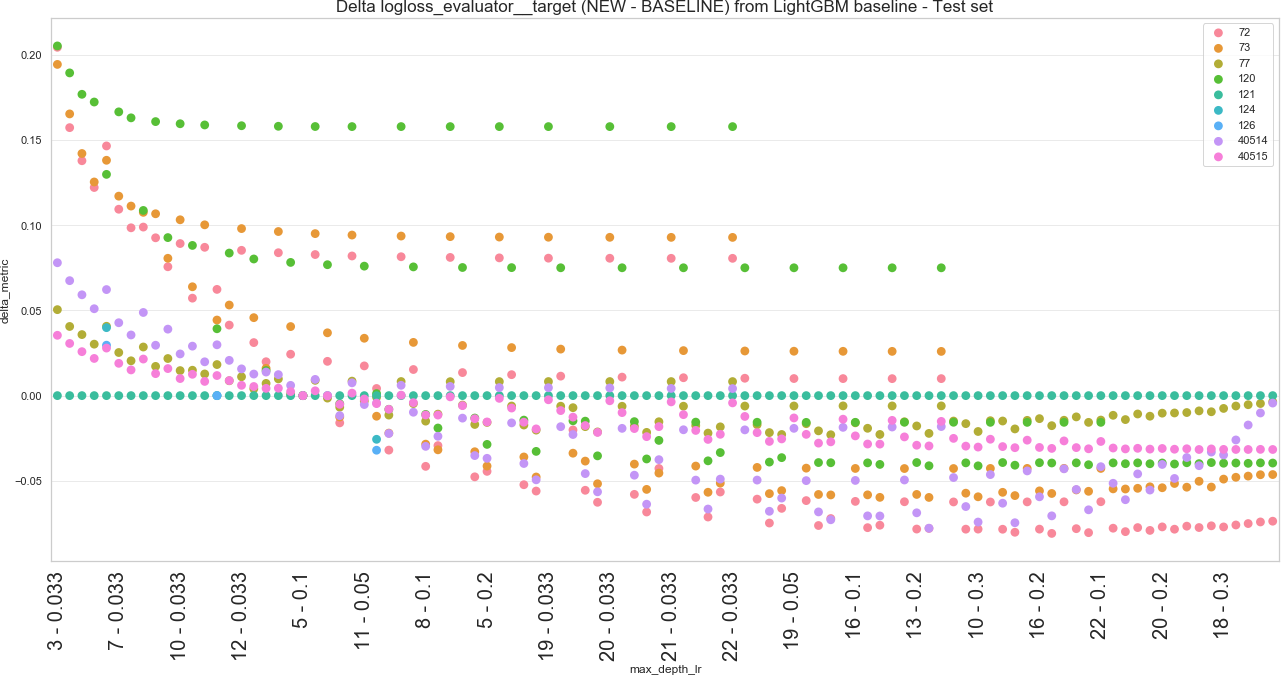 Delta logloss_evaluator__target (NEW - BASELINE) from LightGBM baseline - Test set
72
73
77
120
121
124
126
40514
40515
delta_metric
0.20
0.15
0.10
0.05
0.00
−0.05
3 - 0.033
7 - 0.033
10 - 0.033
12 - 0.033
5 - 0.1
11 - 0.05
8 - 0.1
5 - 0.2
19 - 0.033
20 - 0.033
21 - 0.033
22 - 0.033
19 - 0.05
16 - 0.1
13 - 0.2
10 - 0.3
16 - 0.2
22 - 0.1
20 - 0.2
18 - 0.3
max_depth_lr